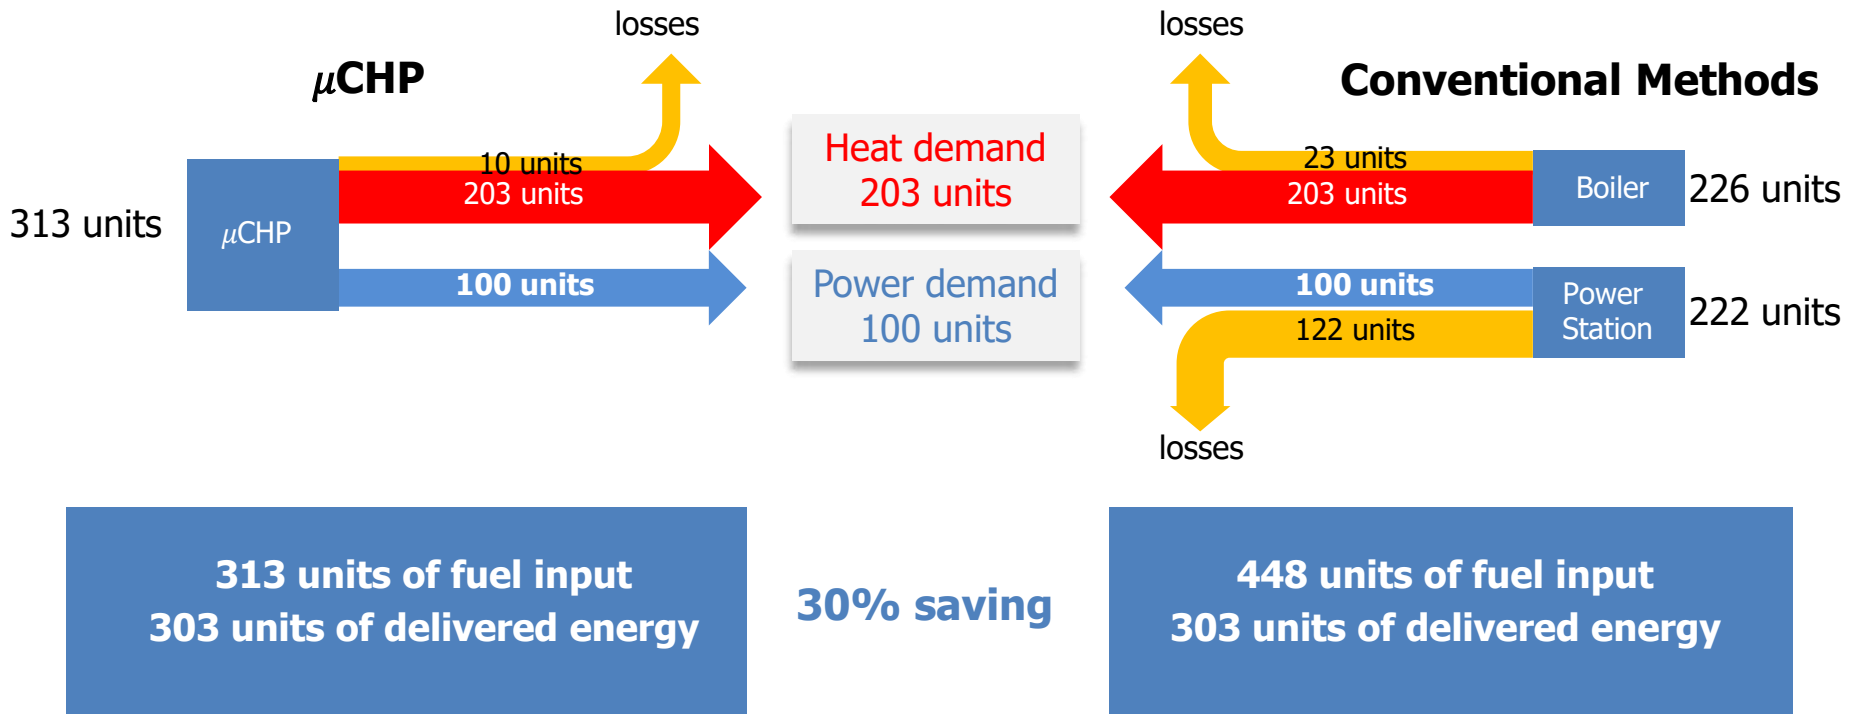 losses
losses
μCHP
Conventional Methods
10 units
203 units
Heat demand
203 units
23 units
203 units
Boiler
226 units
313 units
μCHP
100 units
Power demand
100 units
100 units
122 units
Power
Station
222 units
losses
313 units of fuel input
303 units of delivered energy
30% saving
448 units of fuel input
303 units of delivered energy